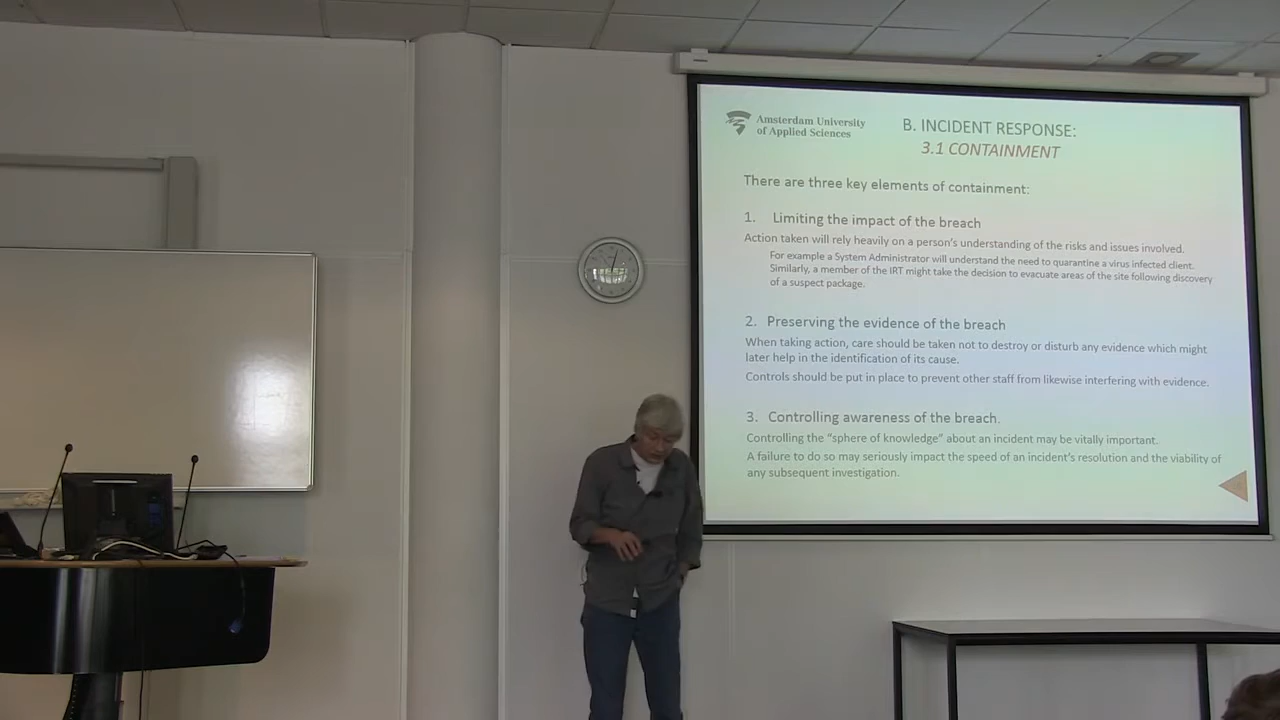 Amsterdam University
of Applied Sciences
B. INCIDENT RESPONSE:
3.1 CONTAINMENT
There are three key elements of containment:
1. Limiting the impact of the breach
Action taken will rely heavily on a person's understanding of the risks and issues involved.
For example a System Administrator will understand the need to quarantine a virus infected client.
Similarly, a member of the IRT might take the decision to evacuate areas of the site following discovery
of a suspect package.
2. Preserving the evidence of the breach
When taking action, care should be taken not to destroy or disturb any evidence which might
later help in the identification of its cause.
Controls should be put in place to prevent other staff from likewise interfering with evidence.
3. Controlling awareness of the breach.
Controlling the “sphere of knowledge” about an incident may be vitally important.
A failure to do so may seriously impact the speed of an incident's resolution and the viability of
any subsequent investigation.